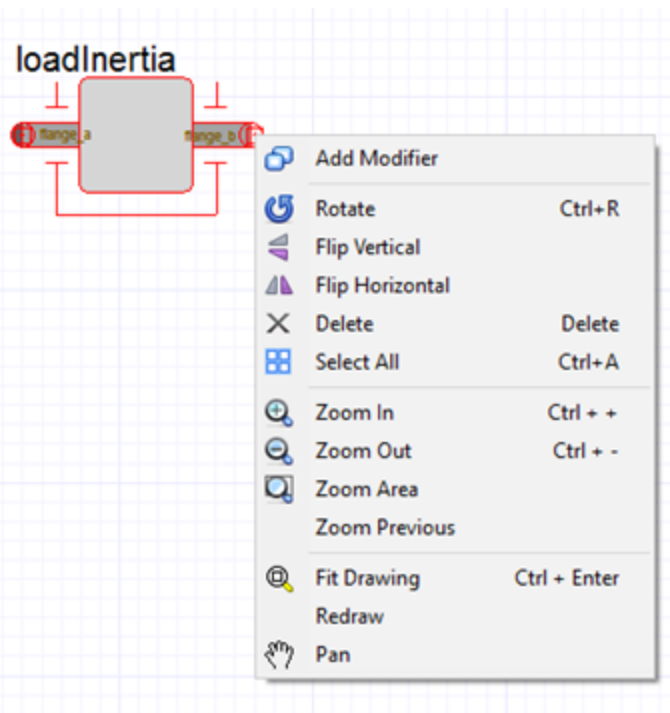 loadInertia
flange_a
flange_b
Add Modifier
Rotate Ctrl+R
Flip Vertical
Flip Horizontal
Delete Delete
Select All Ctrl+A
Zoom In Ctrl + +
Zoom Out Ctrl + -
Zoom Area
Zoom Previous
Fit Drawing Ctrl + Enter
Redraw
Pan